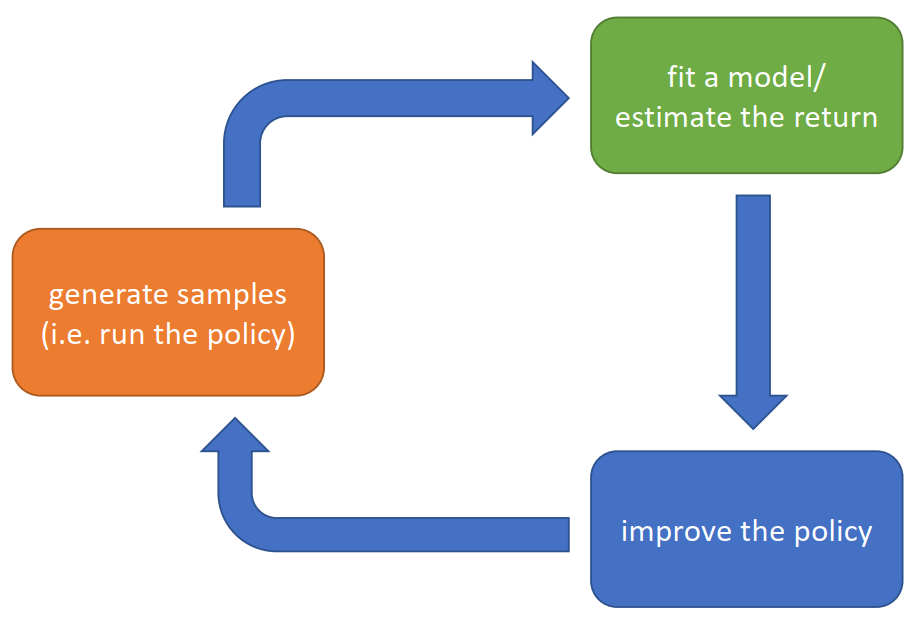 fit a model/
estimate the return
generate samples
(i.e. run the policy)
improve the policy